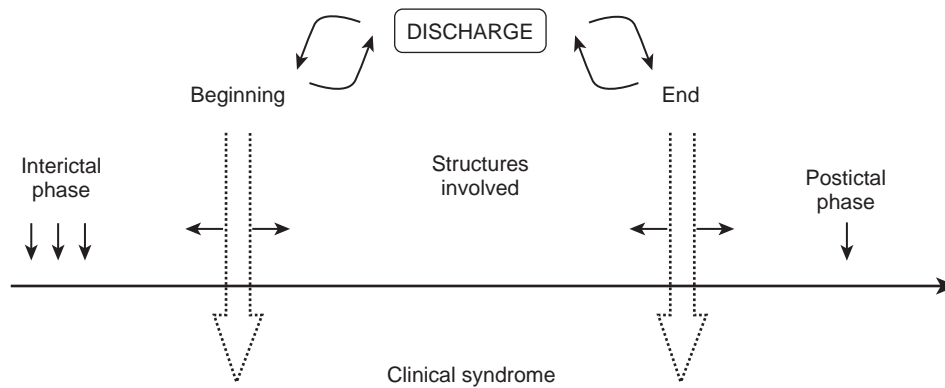 DISCHARGE
Beginning
End
Interictal
phase
Structures
involved
Postictal
phase
Clinical syndrome